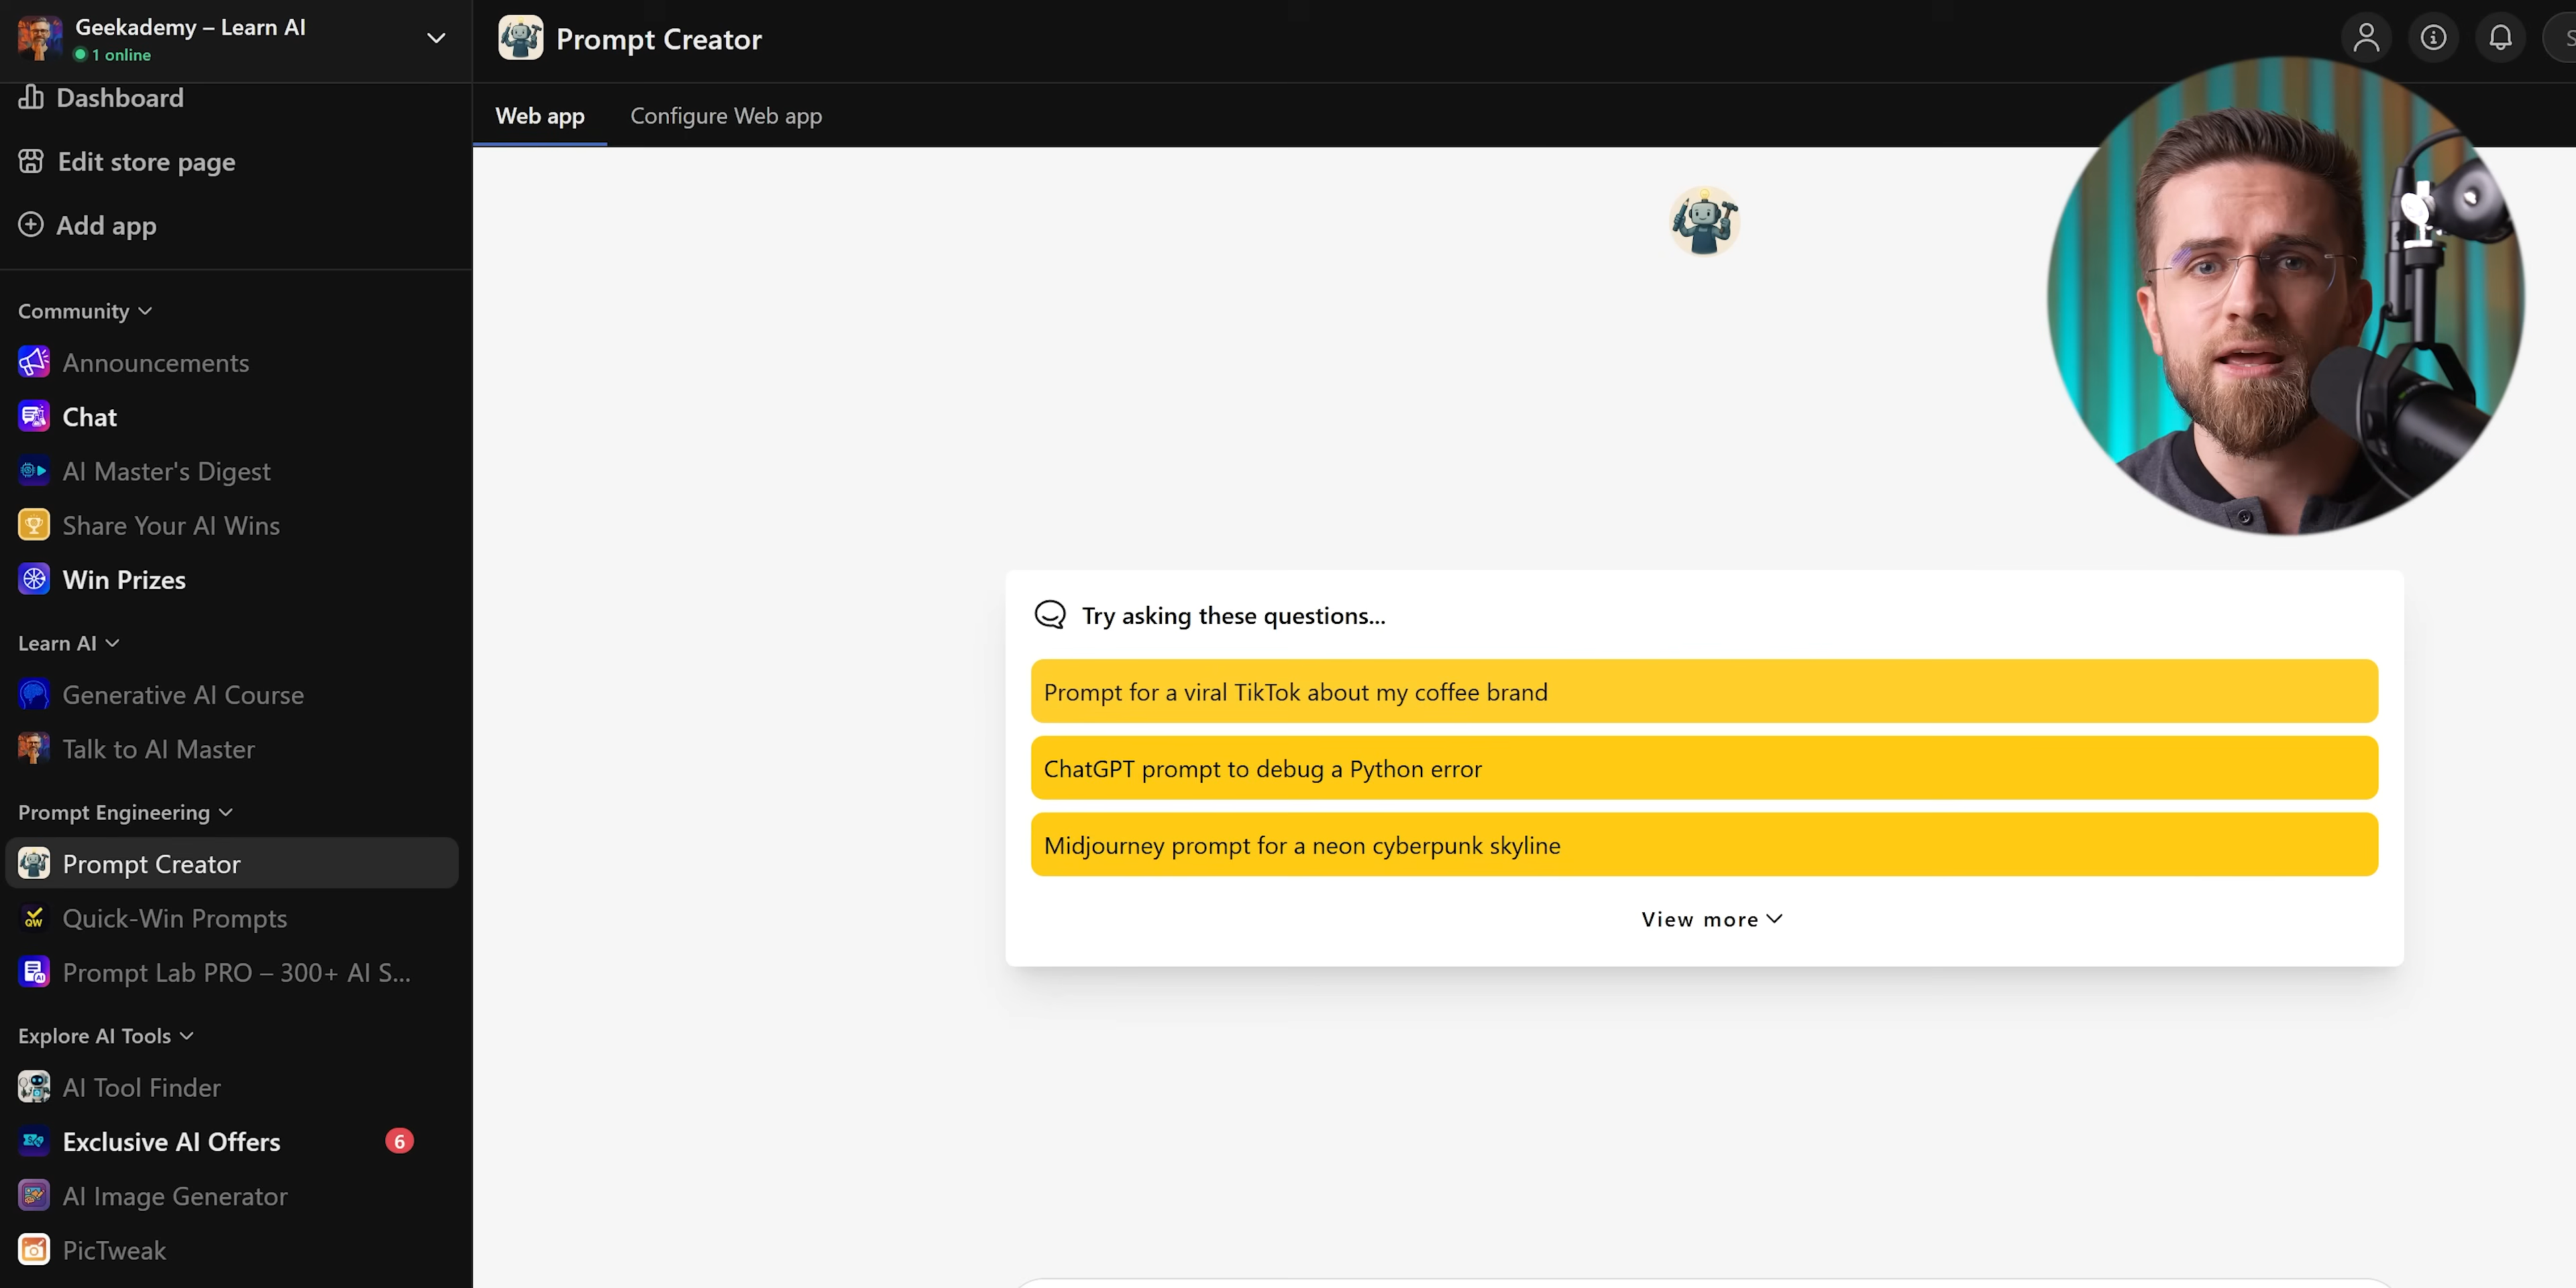 Geekademy – Learn AI
1 online
Dashboard
Edit store page
Add app
Community
Announcements
Chat
AI Master's Digest
Share Your AI Wins
Win Prizes
Learn AI
Generative AI Course
Talk to AI Master
Prompt Engineering
Prompt Creator
QW
Quick-Win Prompts
AI
Prompt Lab PRO – 300+ AI S...
Explore AI Tools
AI Tool Finder
Exclusive AI Offers
6
AI Image Generator
PicTweak
Prompt Creator
Web app
Configure Web app
Try asking these questions...
Prompt for a viral TikTok about my coffee brand
ChatGPT prompt to debug a Python error
Midjourney prompt for a neon cyberpunk skyline
View more